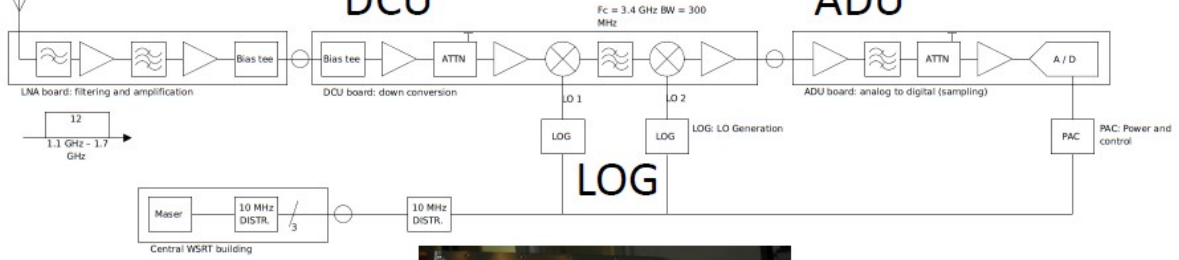 DCU
Fc = 3.4 GHz BW = 300
MHz
ADU
Bias tee
Bias tee
ATTN
ATTN
A / D
LNA board: filtering and amplification
DCU board: down conversion
ADU board: analog to digital (sampling)
LO 1
LO 2
12
1.1 GHz – 1.7
GHz
LOG
LOG
LOG: LO Generation
PAC
PAC: Power and
control
LOG
Maser
10 MHz
DISTR.
3
10 MHz
DISTR.
Central WSRT building